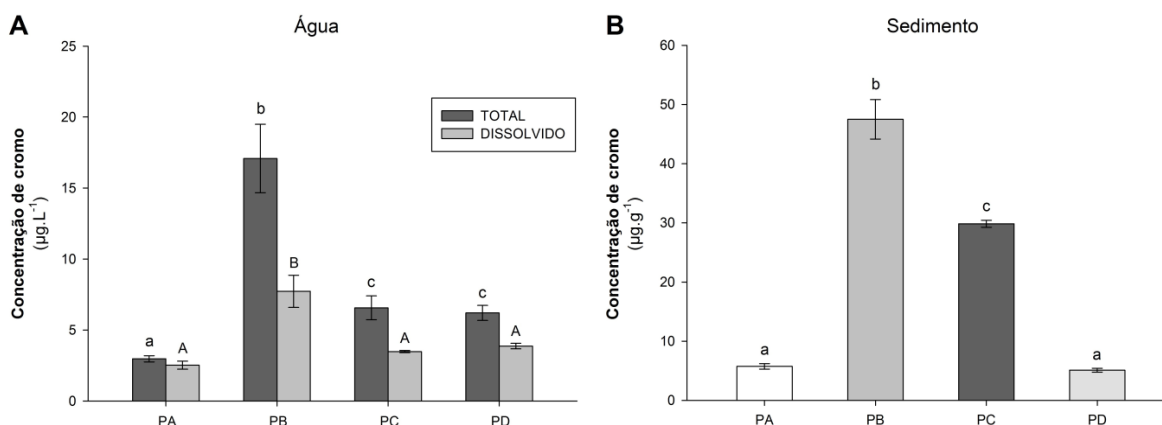 A
Água
Concentração de cromo
(µg.L⁻¹)
25
20
15
10
5
0
b
B
a
A
c
A
c
A
TOTAL
DISSOLVIDO
PA
PB
PC
PD
B
Sedimento
Concentração de cromo
(µg.g⁻¹)
60
50
40
30
20
10
0
a
b
c
a
PA
PB
PC
PD